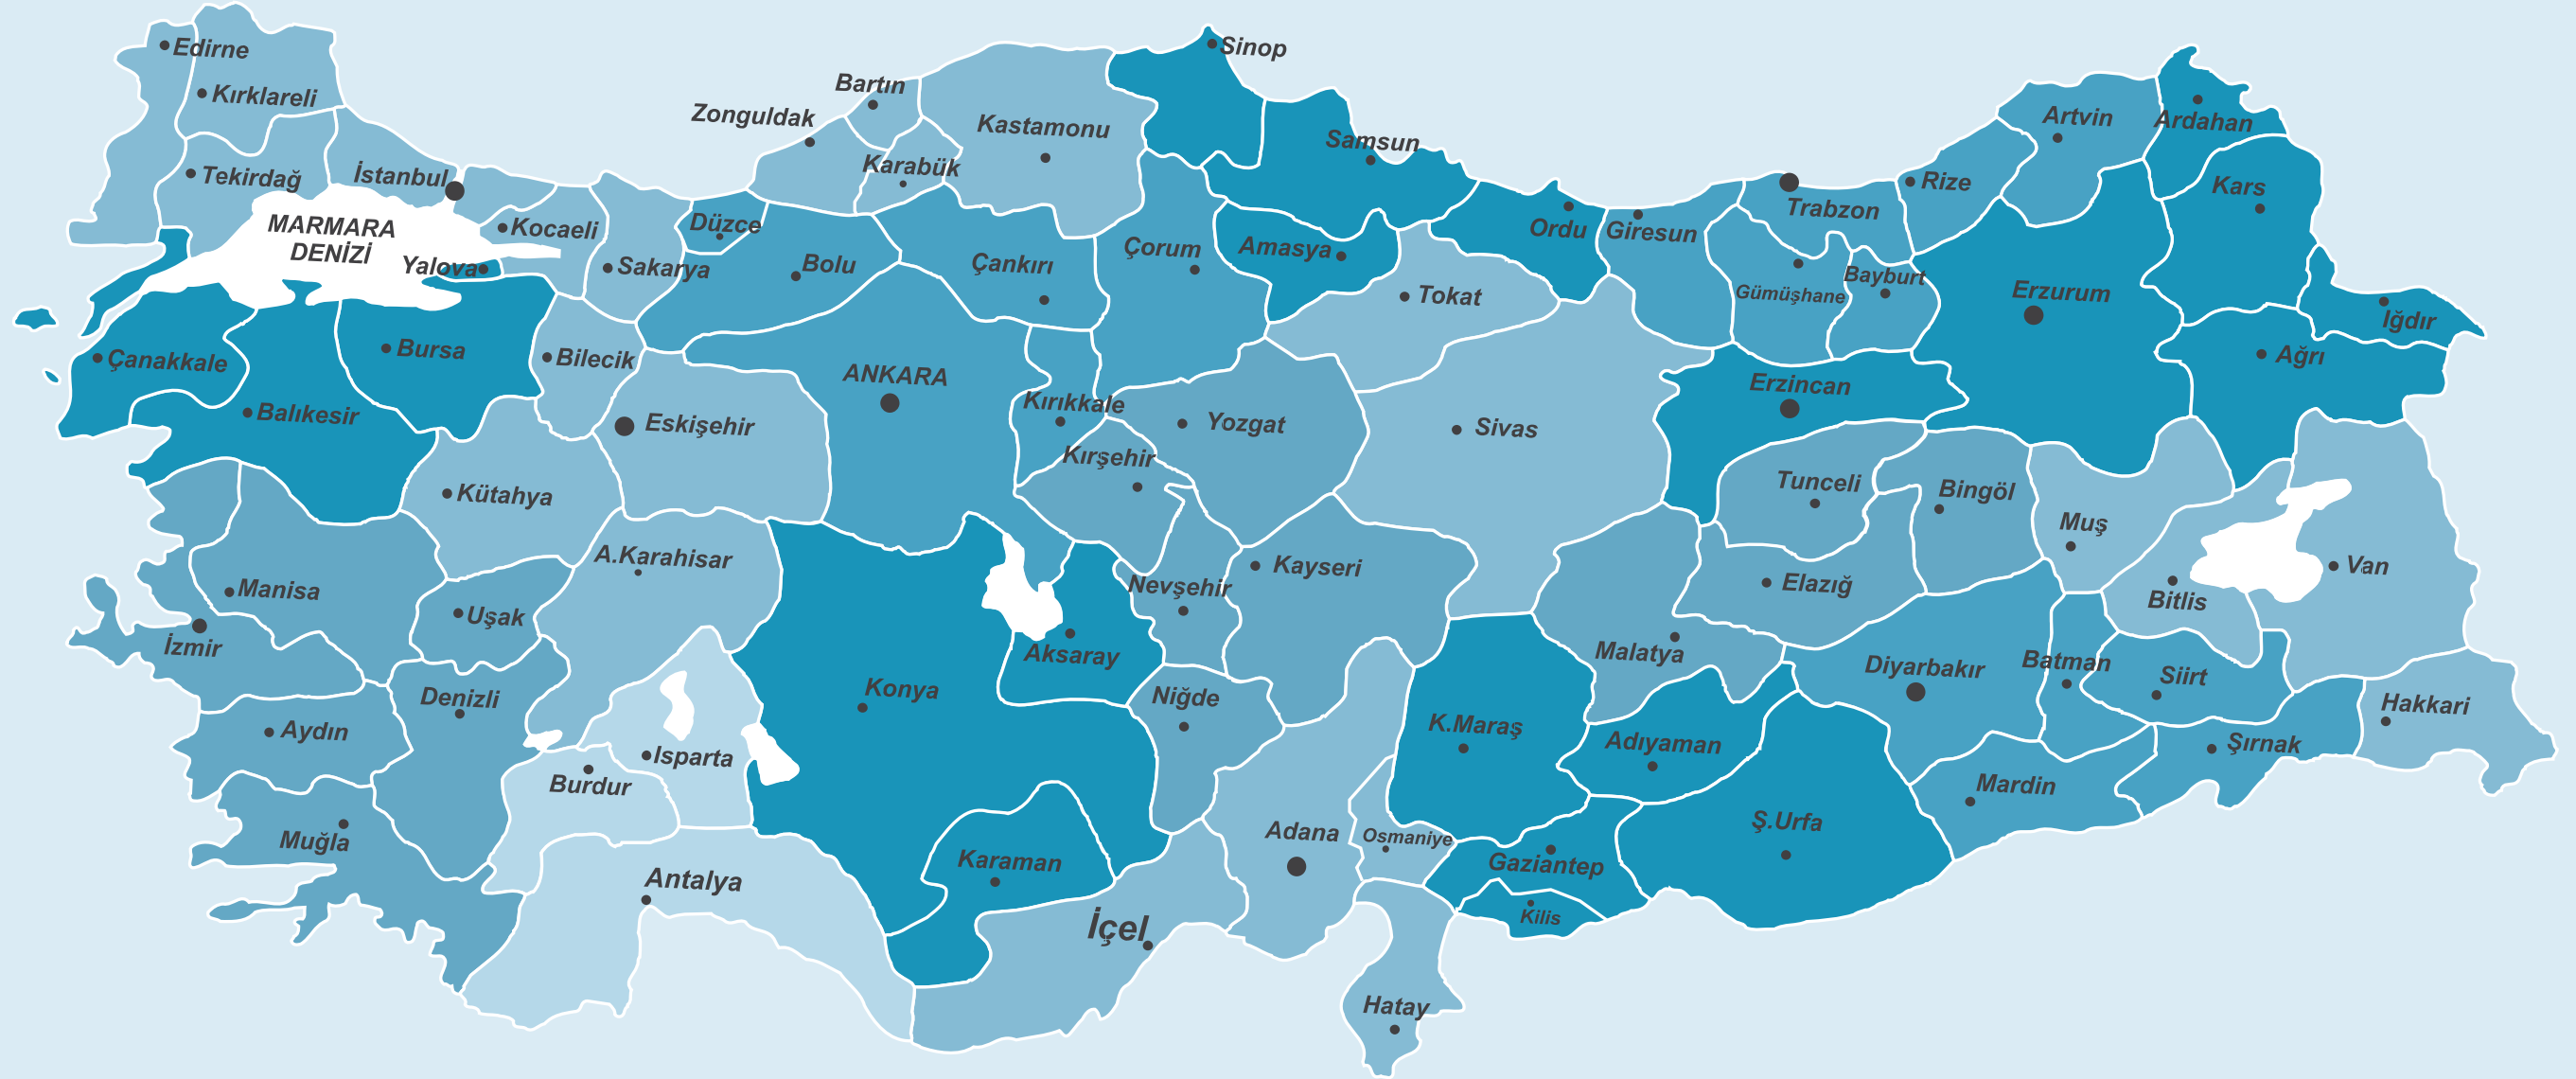 Edirne
Kırklareli
Tekirdağ
İstanbul
MARMARA
DENİZİ
Yalova
Kocaeli
Sakarya
Düzce
Bolu
Zonguldak
Bartın
Karabük
Kastamonu
Sinop
Samsun
Çankırı
Çorum
Amasya
Tokat
Ordu
Giresun
Trabzon
Gümüşhane
Bayburt
Rize
Artvin
Ardahan
Kars
Erzurum
Iğdır
Ağrı
Çanakkale
Balıkesir
Bursa
Bilecik
Eskişehir
Kütahya
ANKARA
Kırıkkale
Kırşehir
Yozgat
Sivas
Erzincan
Tunceli
Bingöl
Muş
Van
Bitlis
Manisa
İzmir
Uşak
A.Karahisar
Denizli
Aydın
Muğla
Burdur
Isparta
Antalya
Konya
Aksaray
Nevşehir
Kayseri
Niğde
Karaman
İçel
Adana
Osmaniye
Hatay
K.Maraş
Malatya
Elazığ
Adıyaman
Gaziantep
Kilis
Ş.Urfa
Diyarbakır
Batman
Siirt
Mardin
Şırnak
Hakkari